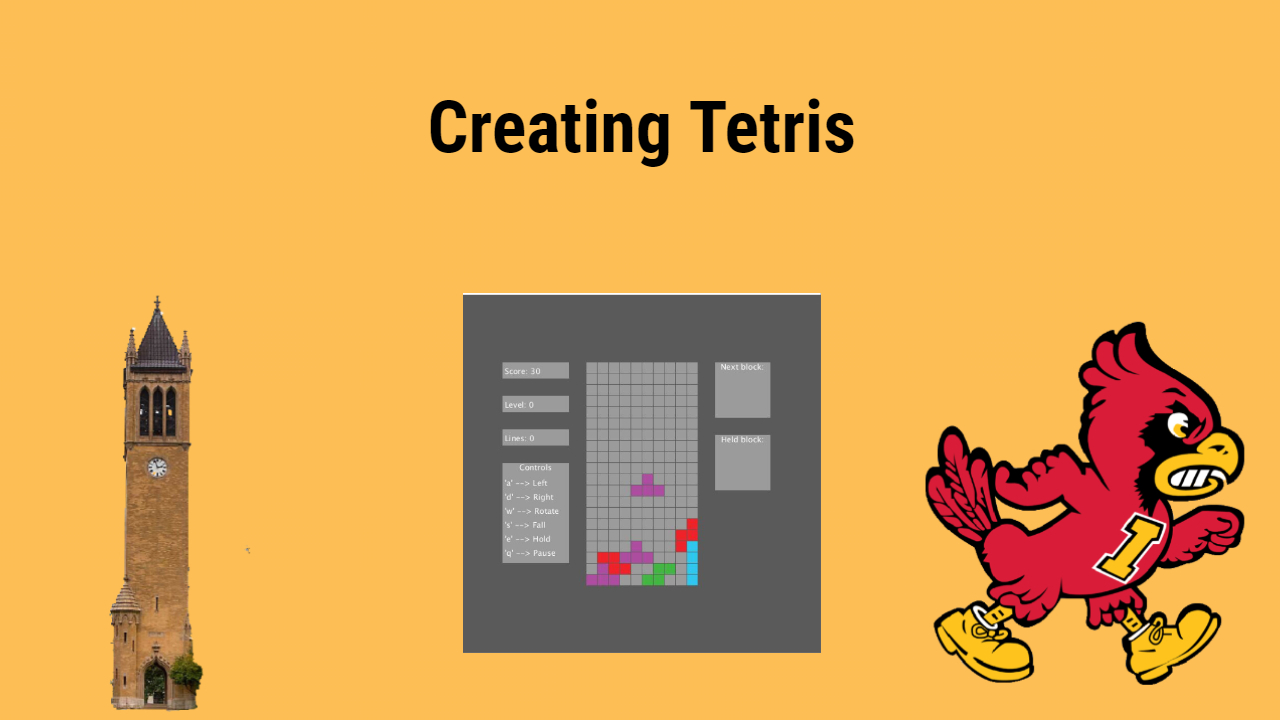 Creating Tetris
Score: 30
Level: 0
Lines: 0
Controls
'a' --> Left
'd' --> Right
'w' --> Rotate
's' --> Fall
'e' --> Hold
'q' --> Pause
Next block:
Held block:
I